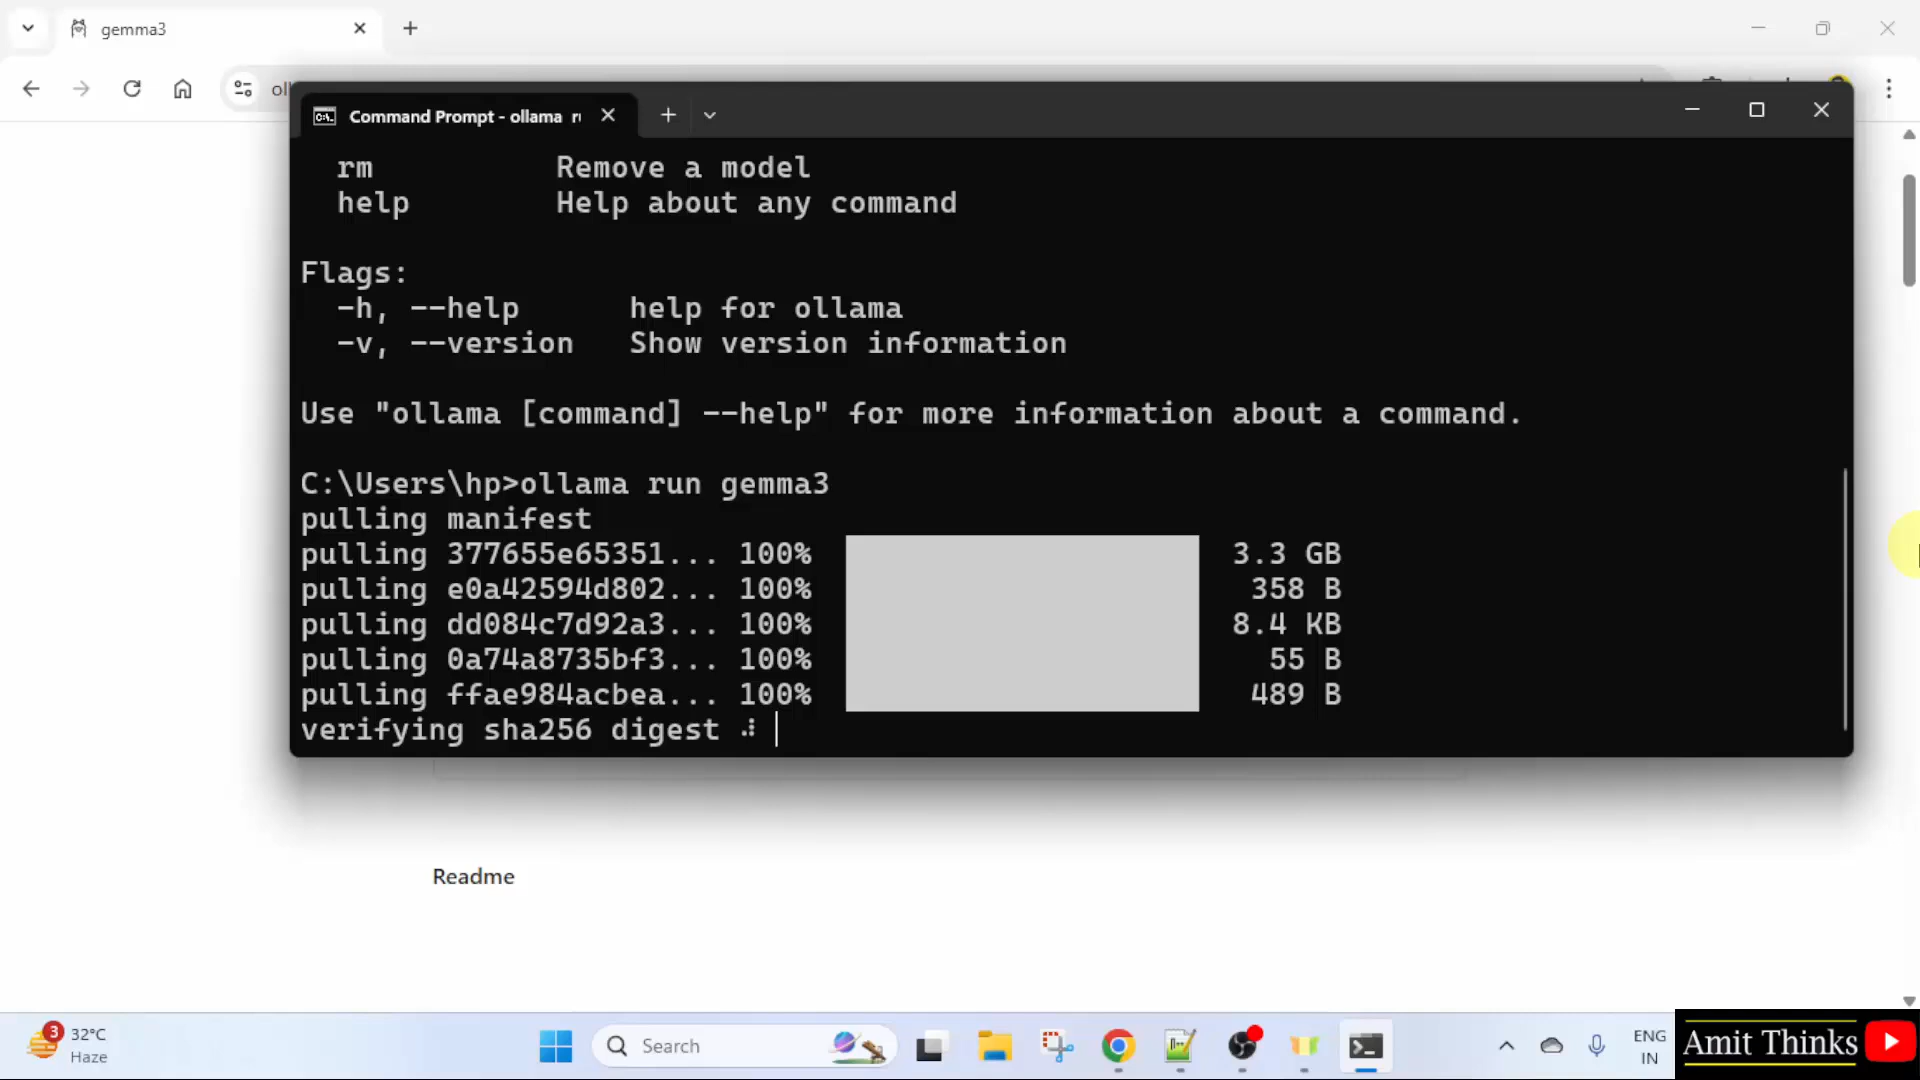 gemma3
oll
Command Prompt - ollama r
rm Remove a model
help Help about any command
Flags:
-h, --help help for ollama
-v, --version Show version information
Use "ollama [command] --help" for more information about a command.
C:\Users\hp>ollama run gemma3
pulling manifest
pulling 377655e65351... 100% 3.3 GB
pulling e0a42594d802... 100% 358 B
pulling dd084c7d92a3... 100% 8.4 KB
pulling 0a74a8735bf3... 100% 55 B
pulling ffae984acbea... 100% 489 B
verifying sha256 digest ⠼
Readme
3
32°C
Haze
Search
ENG
IN
Amit Thinks